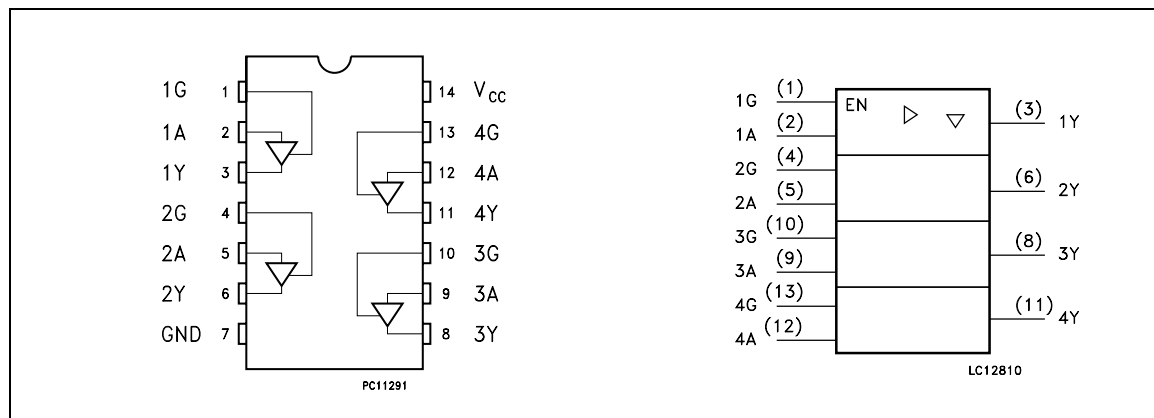 1G 1 14 VCC
1A 2 13 4G
1Y 3 12 4A
2G 4 11 4Y
2A 5 10 3G
2Y 6 9 3A
GND 7 8 3Y
PC11291
1G (1) EN (3) 1Y
1A (2)
2G (4) (6) 2Y
2A (5)
3G (10) (8) 3Y
3A (9)
4G (13) (11) 4Y
4A (12)
LC12810